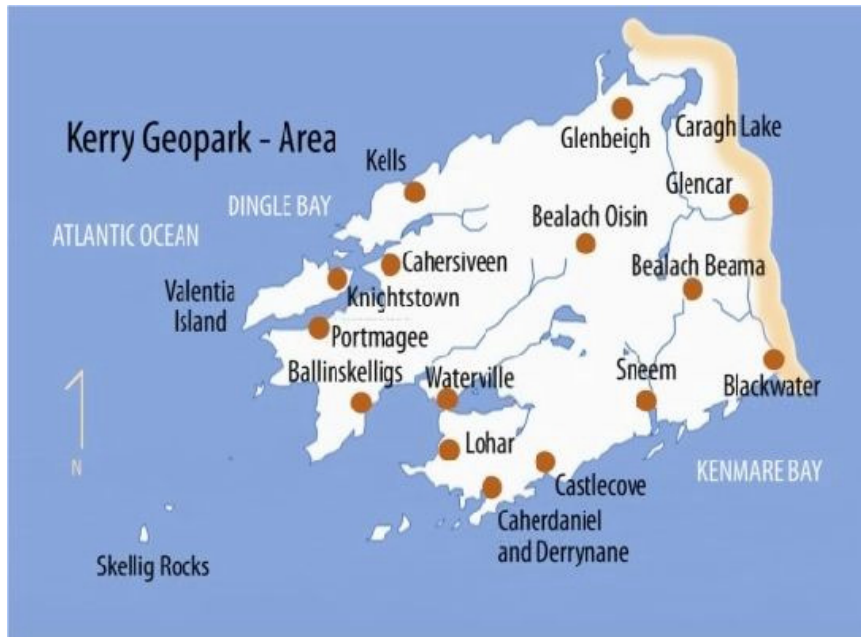 Kerry Geopark - Area
Glenbeigh
Caragh Lake
Kells
Glencar
DINGLE BAY
Bealach Oisin
ATLANTIC OCEAN
Cahersiveen
Bealach Beama
Valentia
Island
Knightstown
Portmagee
Ballinskelligs
Waterville
Sneem
Blackwater
Lohar
KENMARE BAY
Castlecove
N
Caherdaniel
and Derrynane
Skellig Rocks